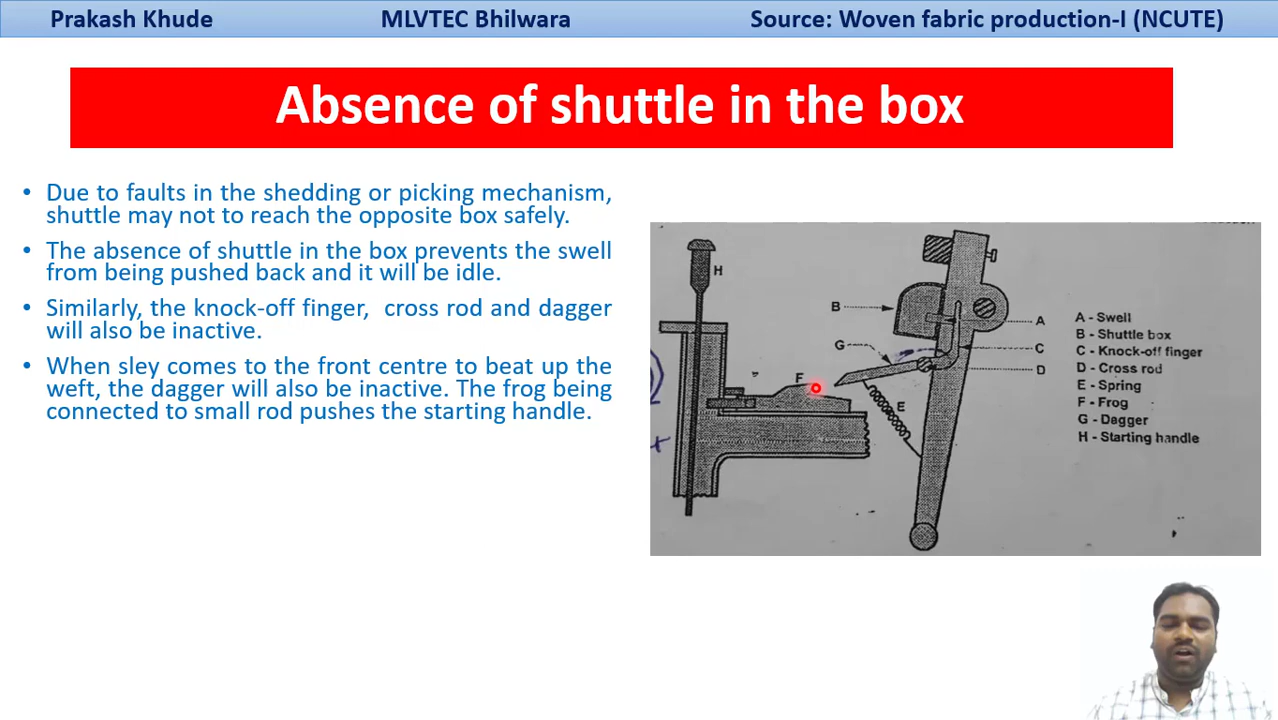 Prakash Khude MLVTEC Bhilwara Source: Woven fabric production-I (NCUTE)
Absence of shuttle in the box
• Due to faults in the shedding or picking mechanism,
shuttle may not to reach the opposite box safely.
• The absence of shuttle in the box prevents the swell
from being pushed back and it will be idle.
• Similarly, the knock-off finger, cross rod and dagger
will also be inactive.
• When sley comes to the front centre to beat up the
weft, the dagger will also be inactive. The frog being
connected to small rod pushes the starting handle.
H
B
A
G
C
D
F
E
A - Swell
B - Shuttle box
C - Knock-off finger
D - Cross rod
E - Spring
F - Frog
G - Dagger
H - Starting handle